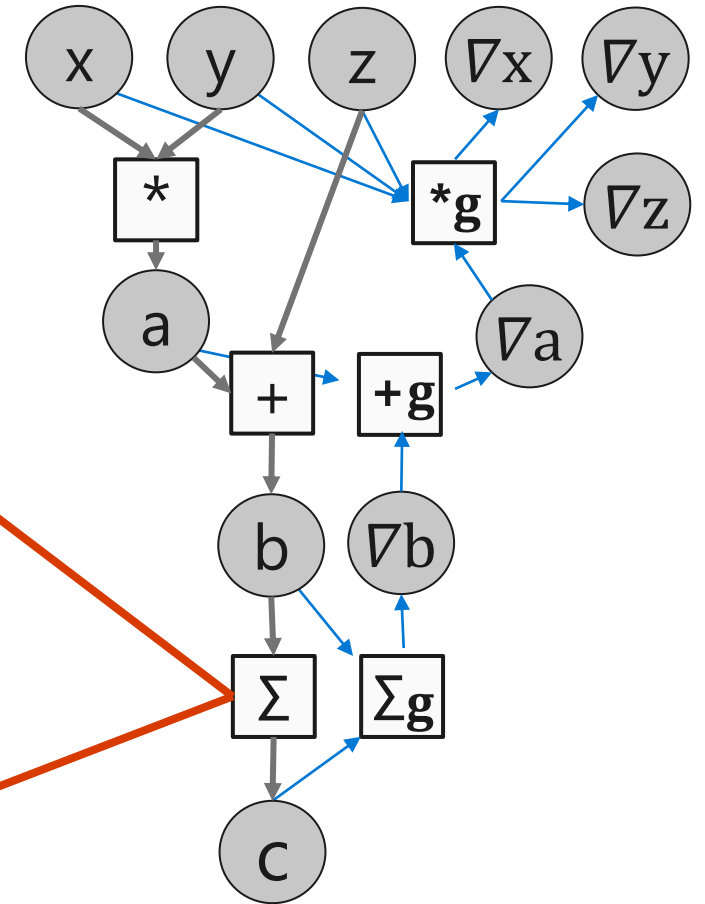 x y z ∇x ∇y
* *g ∇z
a ∇a
+ +g
b ∇b
Σ Σg
c